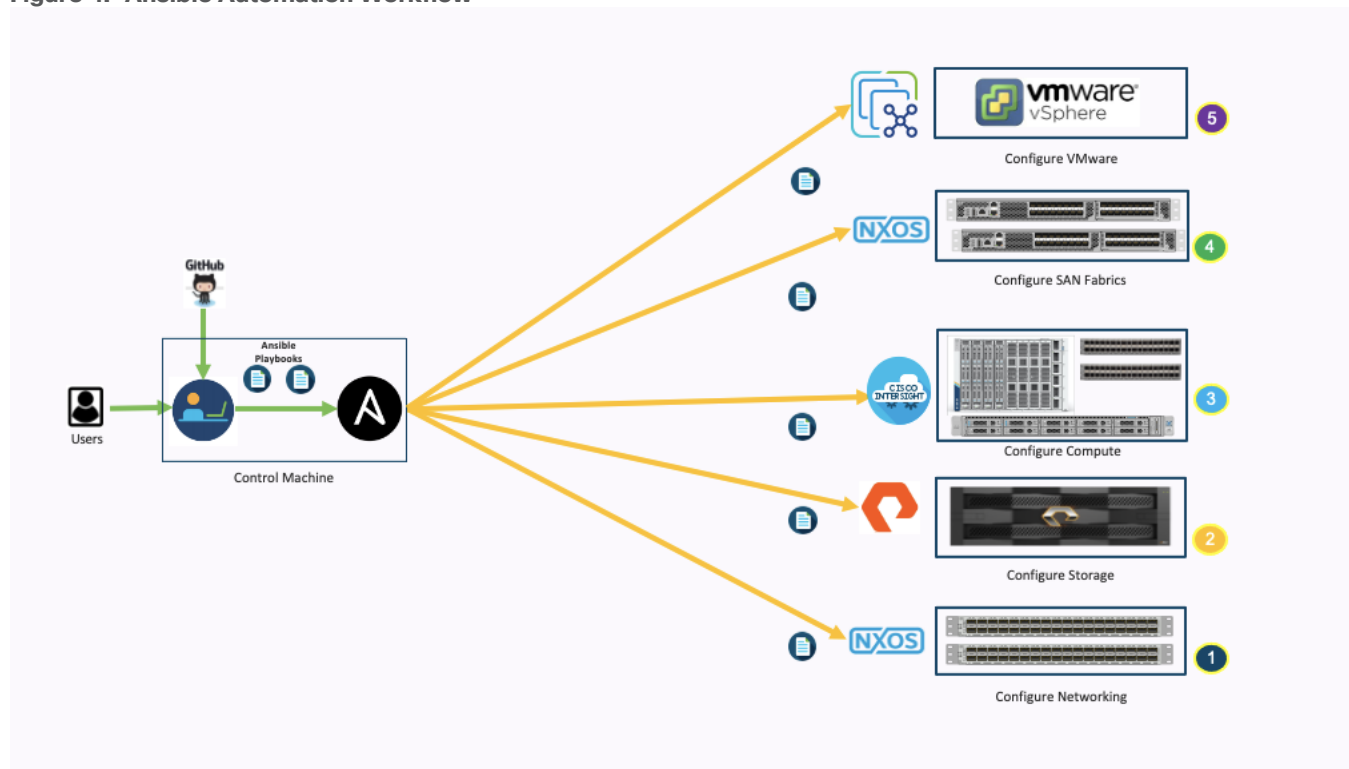 Figure 4. Ansible Automation Workflow
vmware®
vSphere
5
Configure VMware
NXOS
4
Configure SAN Fabrics
GitHub
Ansible
Playbooks
CISCO
INTERSIGHT
3
Users
Configure Compute
Control Machine
2
Configure Storage
NXOS
1
Configure Networking